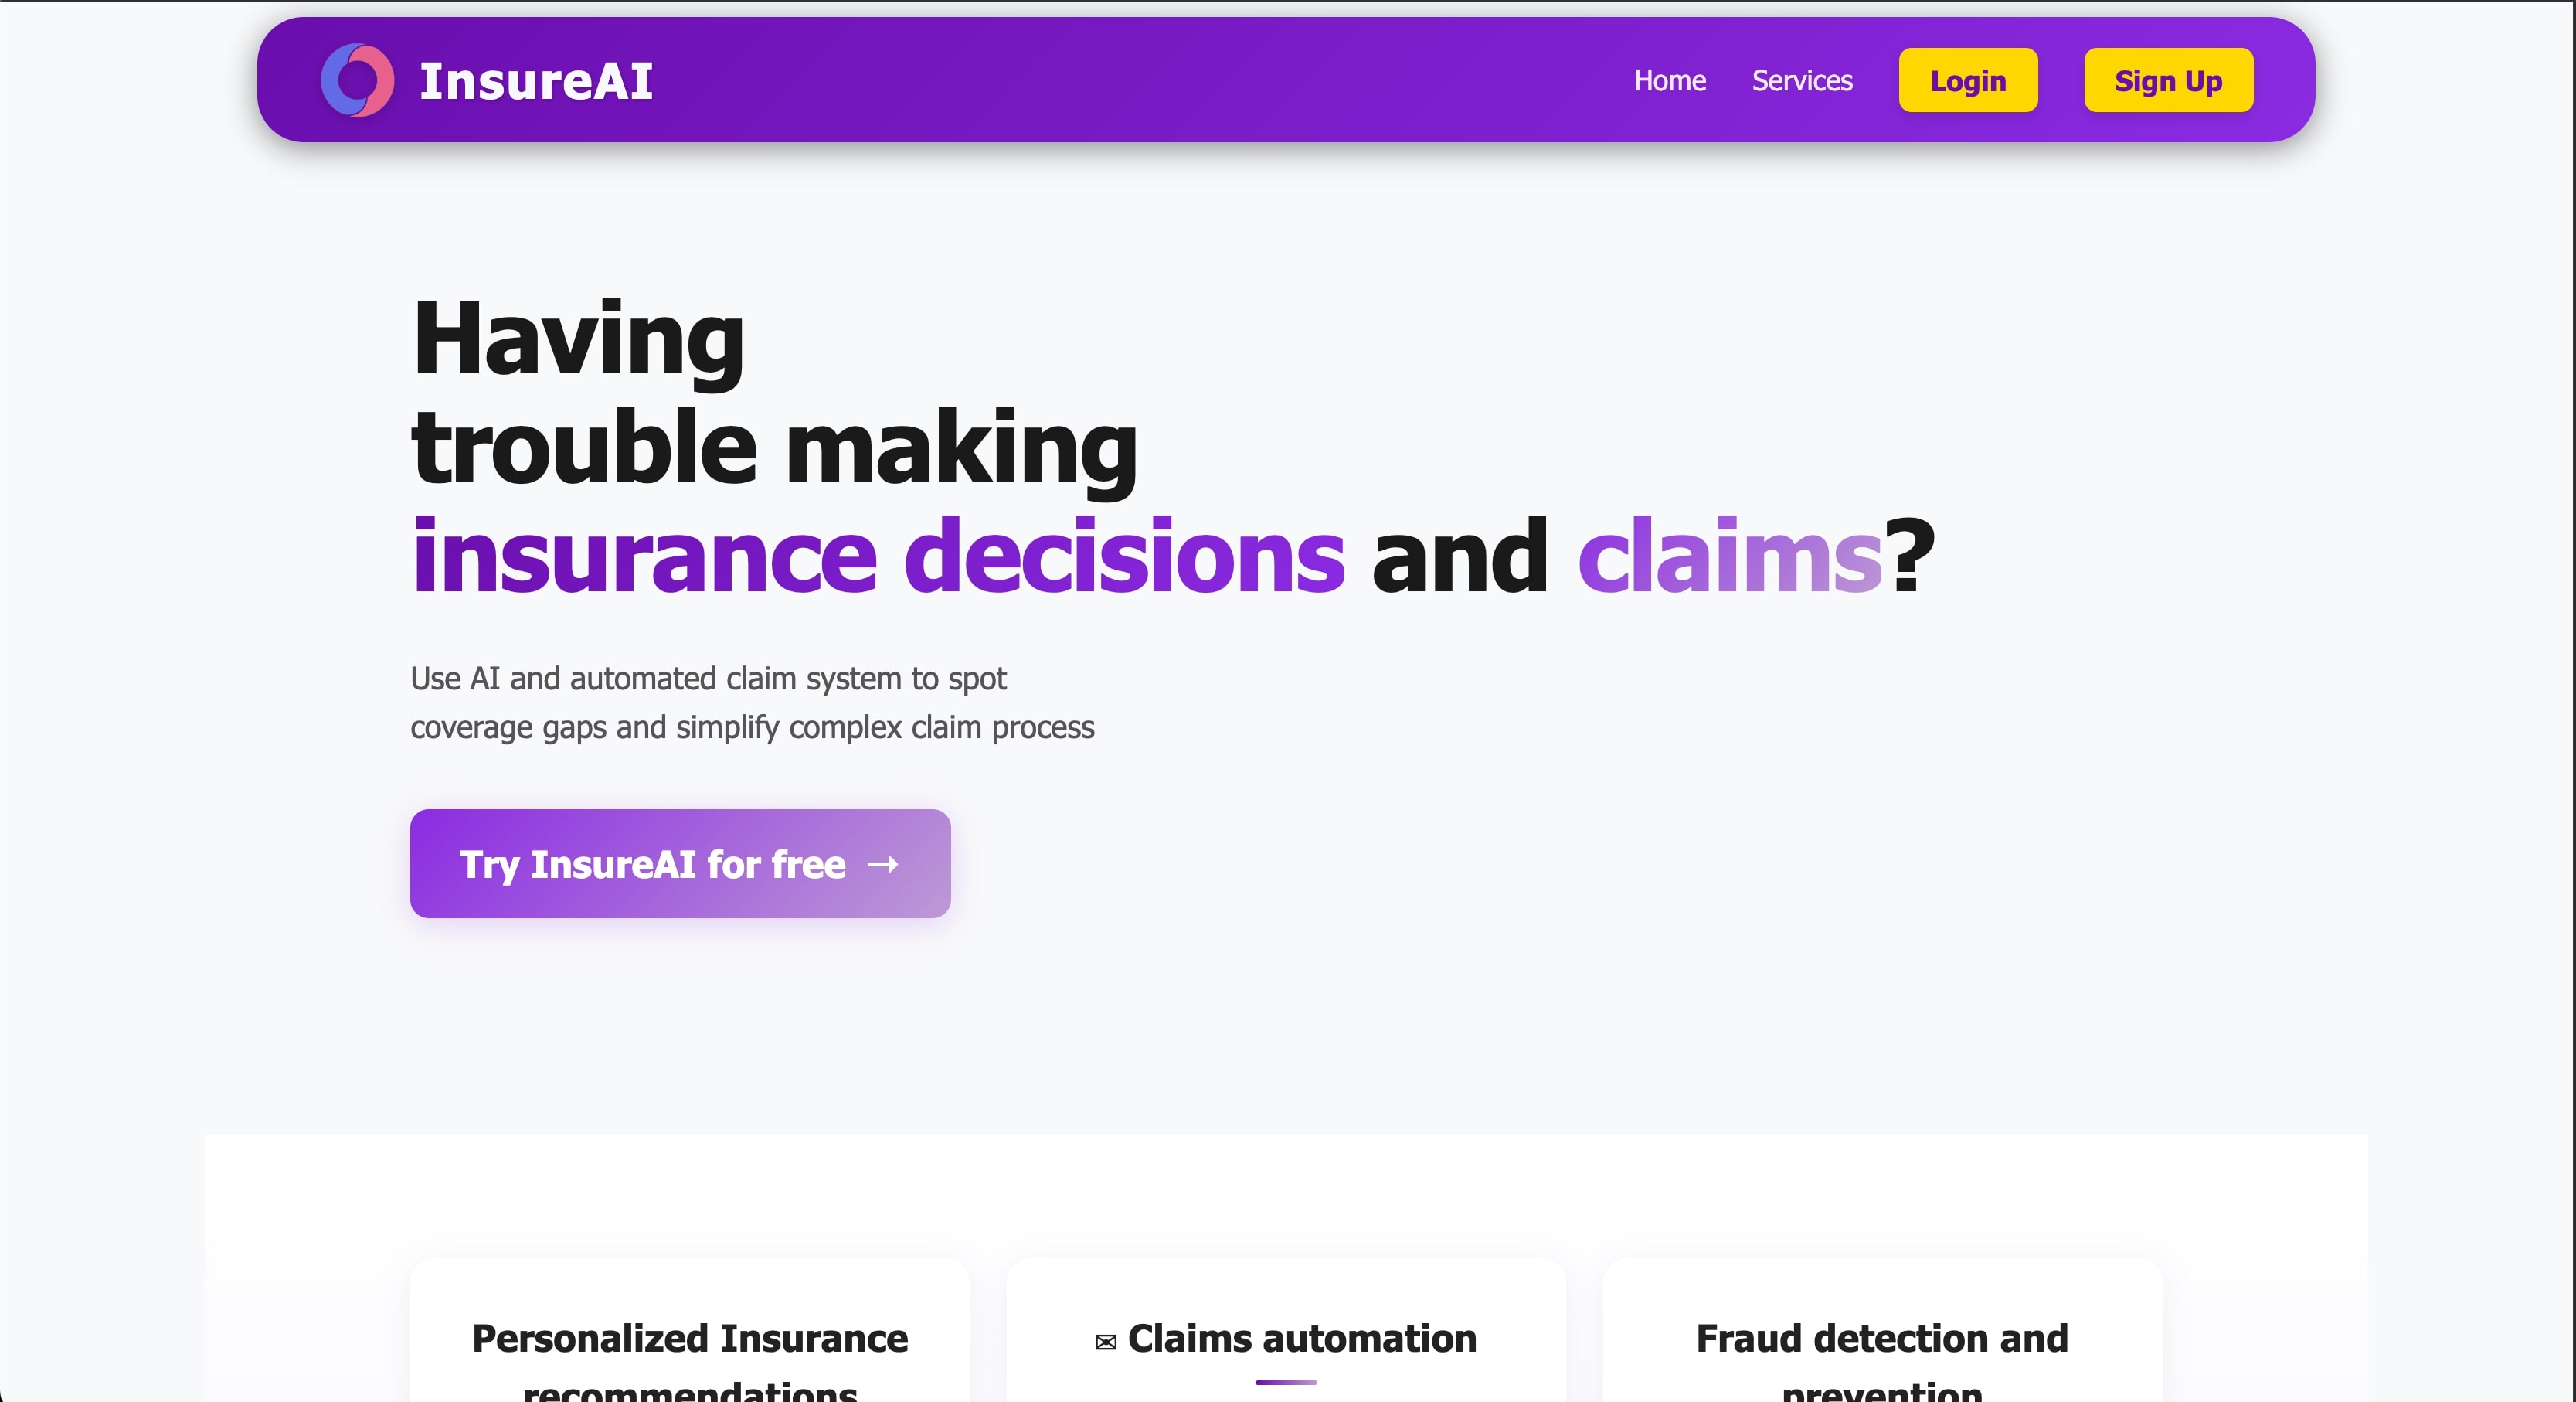 InsureAI
Home Services Login Sign Up
Having
trouble making
insurance decisions and claims?
Use AI and automated claim system to spot
coverage gaps and simplify complex claim process
Try InsureAI for free →
Personalized Insurance
recommendations
✉ Claims automation
Fraud detection and
prevention